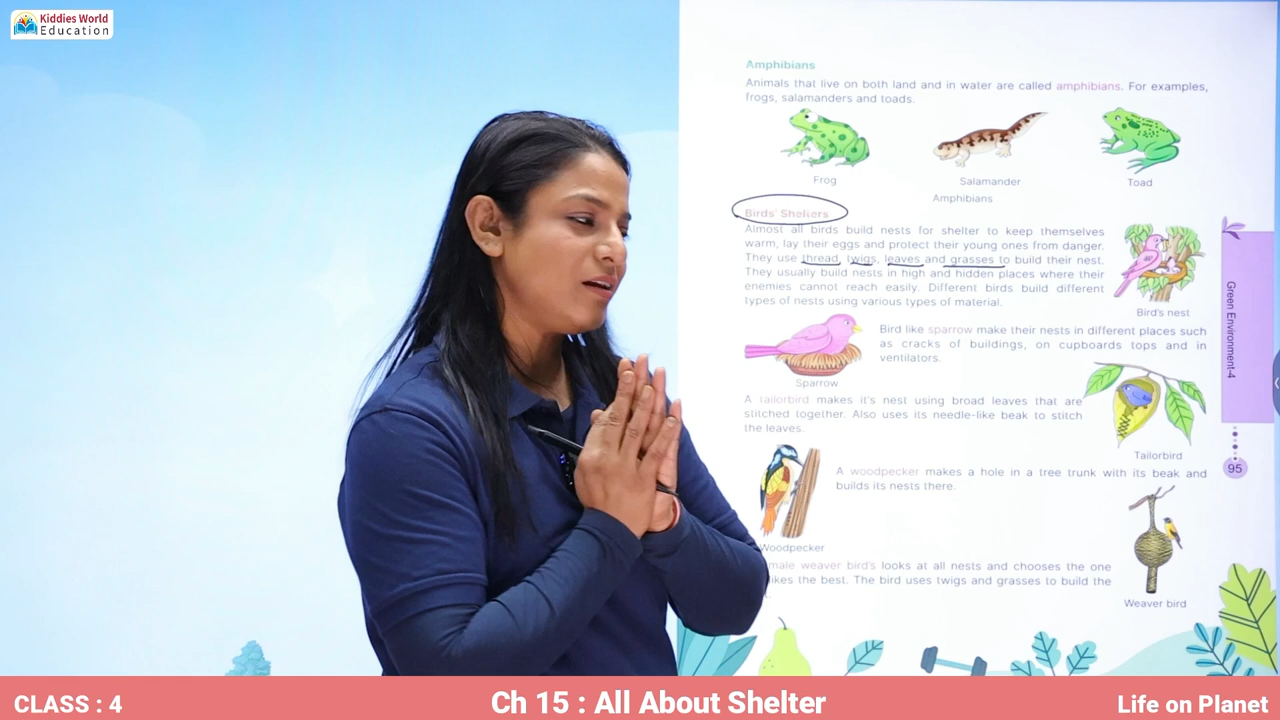 Kiddies World
Education
Amphibians
Animals that live on both land and in water are called amphibians. For examples,
frogs, salamanders and toads.
Frog
Salamander
Toad
Amphibians
Birds' Shelters
Almost all birds build nests for shelter to keep themselves
warm, lay their eggs and protect their young ones from danger.
They use thread, twigs, leaves and grasses to build their nest.
They usually build nests in high and hidden places where their
enemies cannot reach easily. Different birds build different
types of nests using various types of material.
Bird's nest
Bird like sparrow make their nests in different places such
as cracks of buildings, on cupboards tops and in
ventilators.
Sparrow
A tailorbird makes it's nest using broad leaves that are
stitched together. Also uses its needle-like beak to stitch
the leaves.
Tailorbird
A woodpecker makes a hole in a tree trunk with its beak and
builds its nests there.
Woodpecker
male weaver bird's looks at all nests and chooses the one
likes the best. The bird uses twigs and grasses to build the
Weaver bird
Green Environment-4
95
CLASS : 4
Ch 15 : All About Shelter
Life on Planet